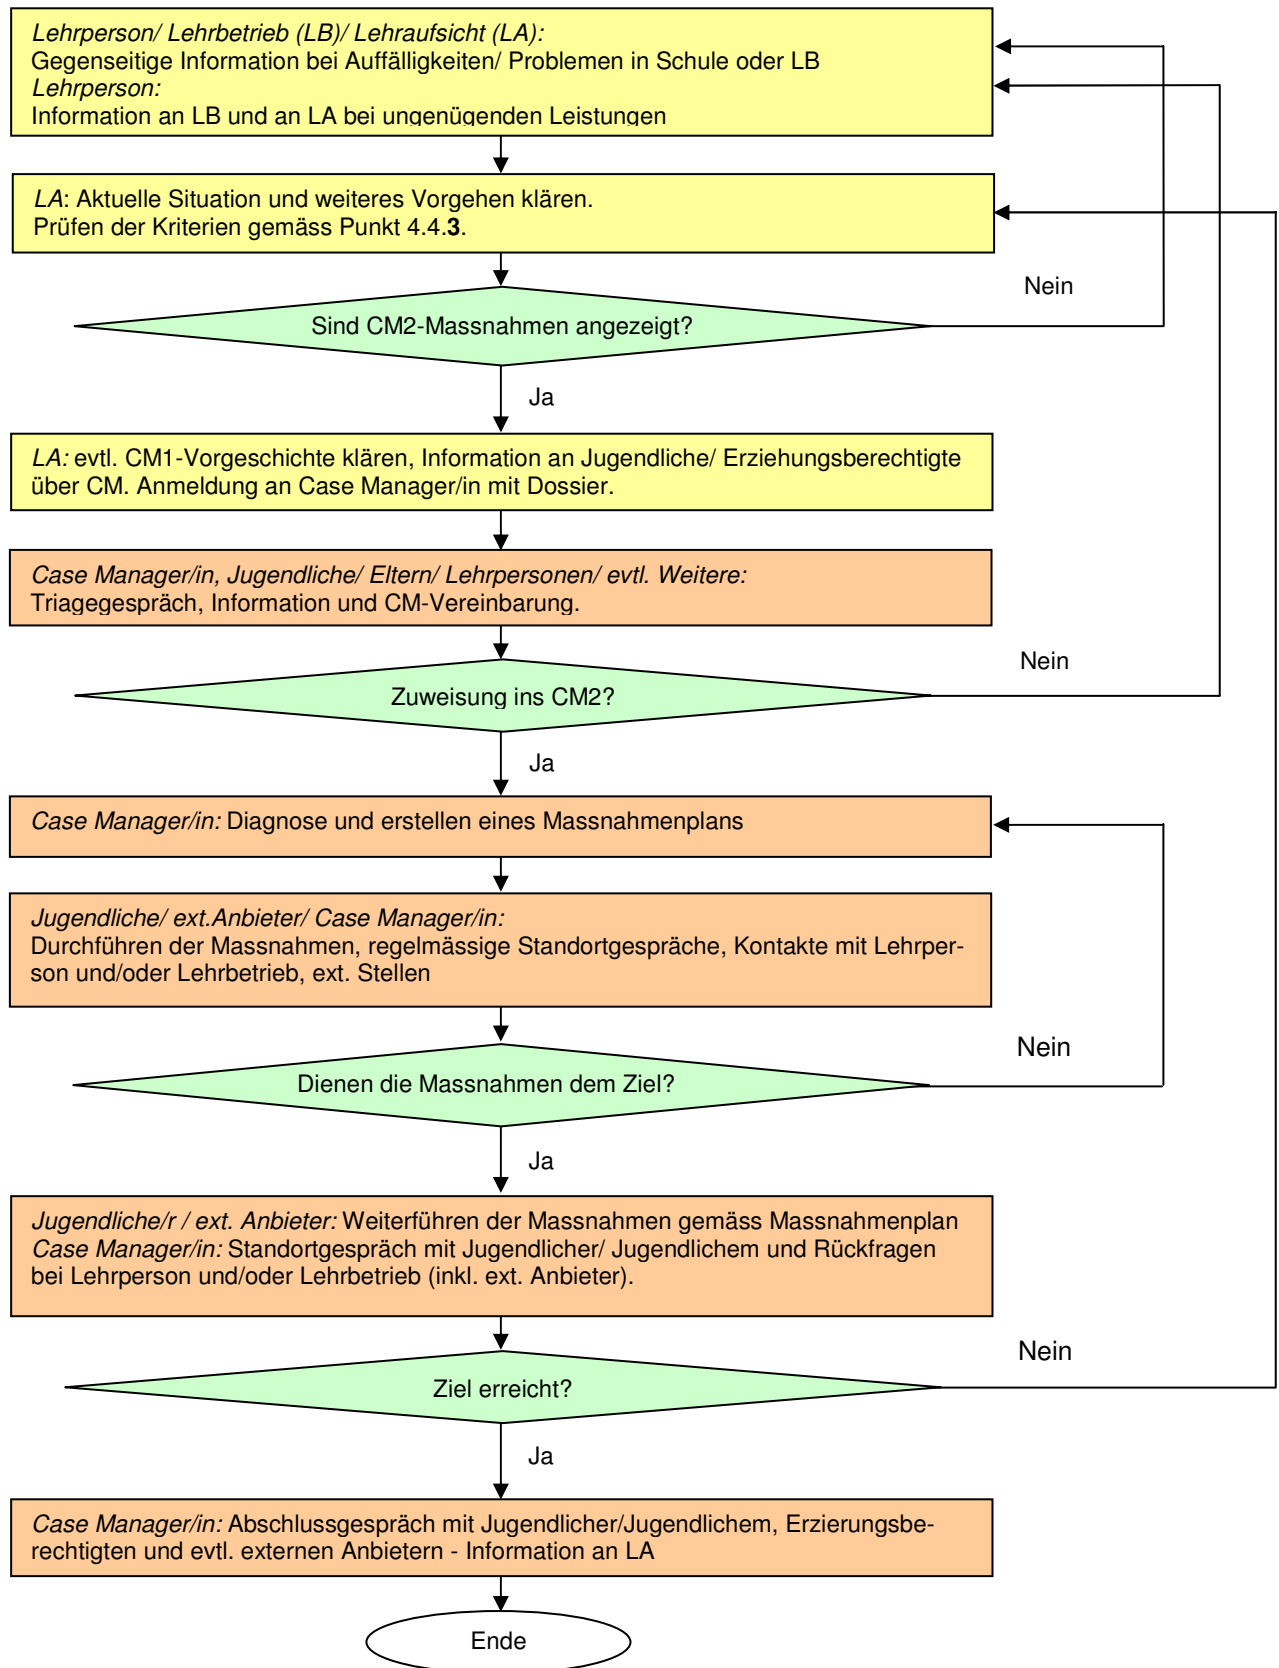 Lehrperson/ Lehrbetrieb (LB)/ Lehraufsicht (LA):
Gegenseitige Information bei Auffälligkeiten/ Problemen in Schule oder LB
Lehrperson:
Information an LB und an LA bei ungenügenden Leistungen
LA: Aktuelle Situation und weiteres Vorgehen klären.
Prüfen der Kriterien gemäss Punkt 4.4.3.
Nein
Sind CM2-Massnahmen angezeigt?
Ja
LA: evtl. CM1-Vorgeschichte klären, Information an Jugendliche/ Erziehungsberechtigte
über CM. Anmeldung an Case Manager/in mit Dossier.
Case Manager/in, Jugendliche/ Eltern/ Lehrpersonen/ evtl. Weitere:
Triagegespräch, Information und CM-Vereinbarung.
Nein
Zuweisung ins CM2?
Ja
Case Manager/in: Diagnose und erstellen eines Massnahmenplans
Jugendliche/ ext.Anbieter/ Case Manager/in:
Durchführen der Massnahmen, regelmässige Standortgespräche, Kontakte mit Lehrper-
son und/oder Lehrbetrieb, ext. Stellen
Nein
Dienen die Massnahmen dem Ziel?
Ja
Jugendliche/r / ext. Anbieter: Weiterführen der Massnahmen gemäss Massnahmenplan
Case Manager/in: Standortgespräch mit Jugendlicher/ Jugendlichem und Rückfragen
bei Lehrperson und/oder Lehrbetrieb (inkl. ext. Anbieter).
Nein
Ziel erreicht?
Ja
Case Manager/in: Abschlussgespräch mit Jugendlicher/Jugendlichem, Erzierungsbe-
rechtigten und evtl. externen Anbietern - Information an LA
Ende